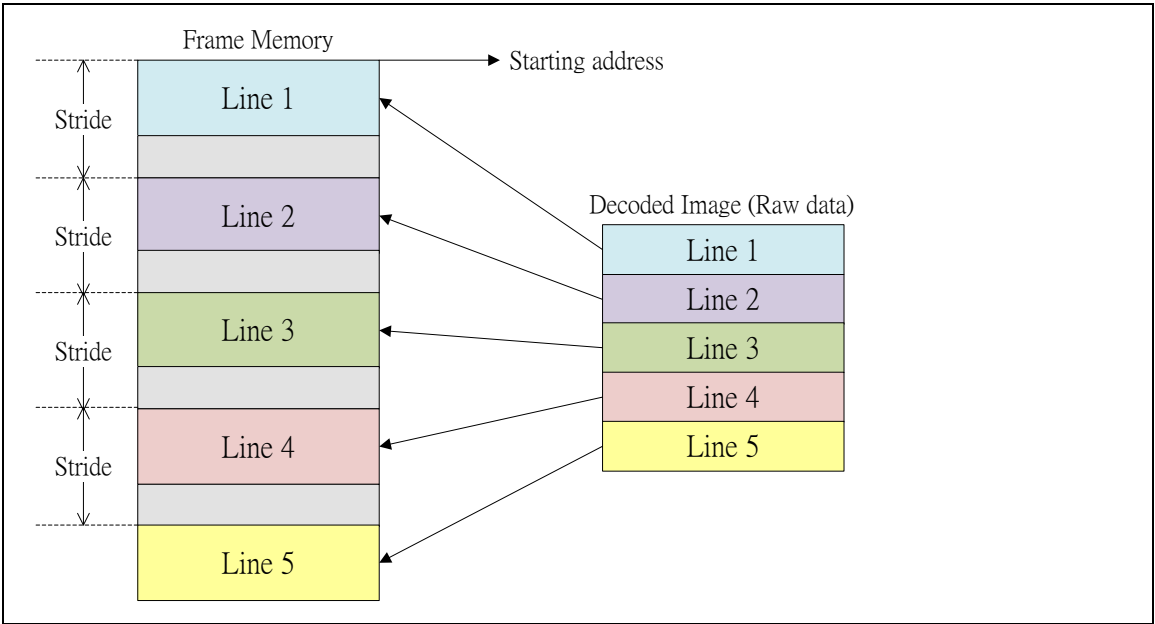 Frame Memory
Starting address
Line 1
Stride
Line 2
Stride
Line 3
Stride
Line 4
Stride
Line 5
Decoded Image (Raw data)
Line 1
Line 2
Line 3
Line 4
Line 5